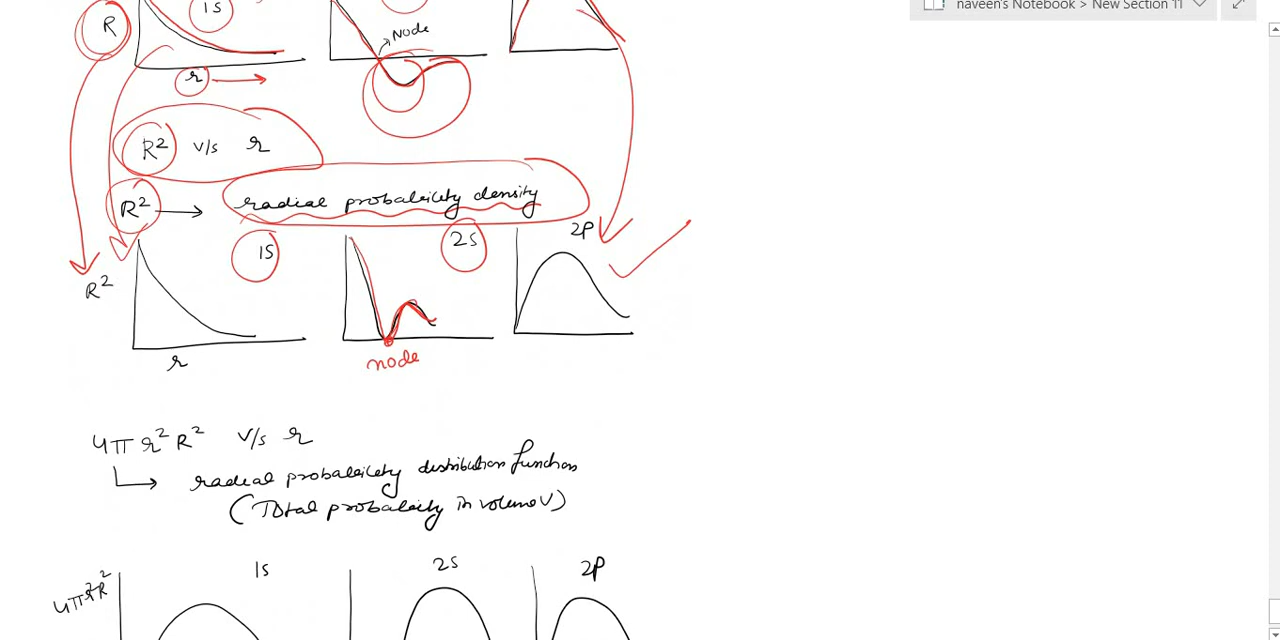 naveen's Notebook > New Section 11
R 1S
Node
r
R² v/s r
R² → radial probability density
1S 2S 2P
R²
r
node
4πr²R² v/s r
radial probability distribution function
(Total probability in volume V)
1s 2s 2P
4πr²R²